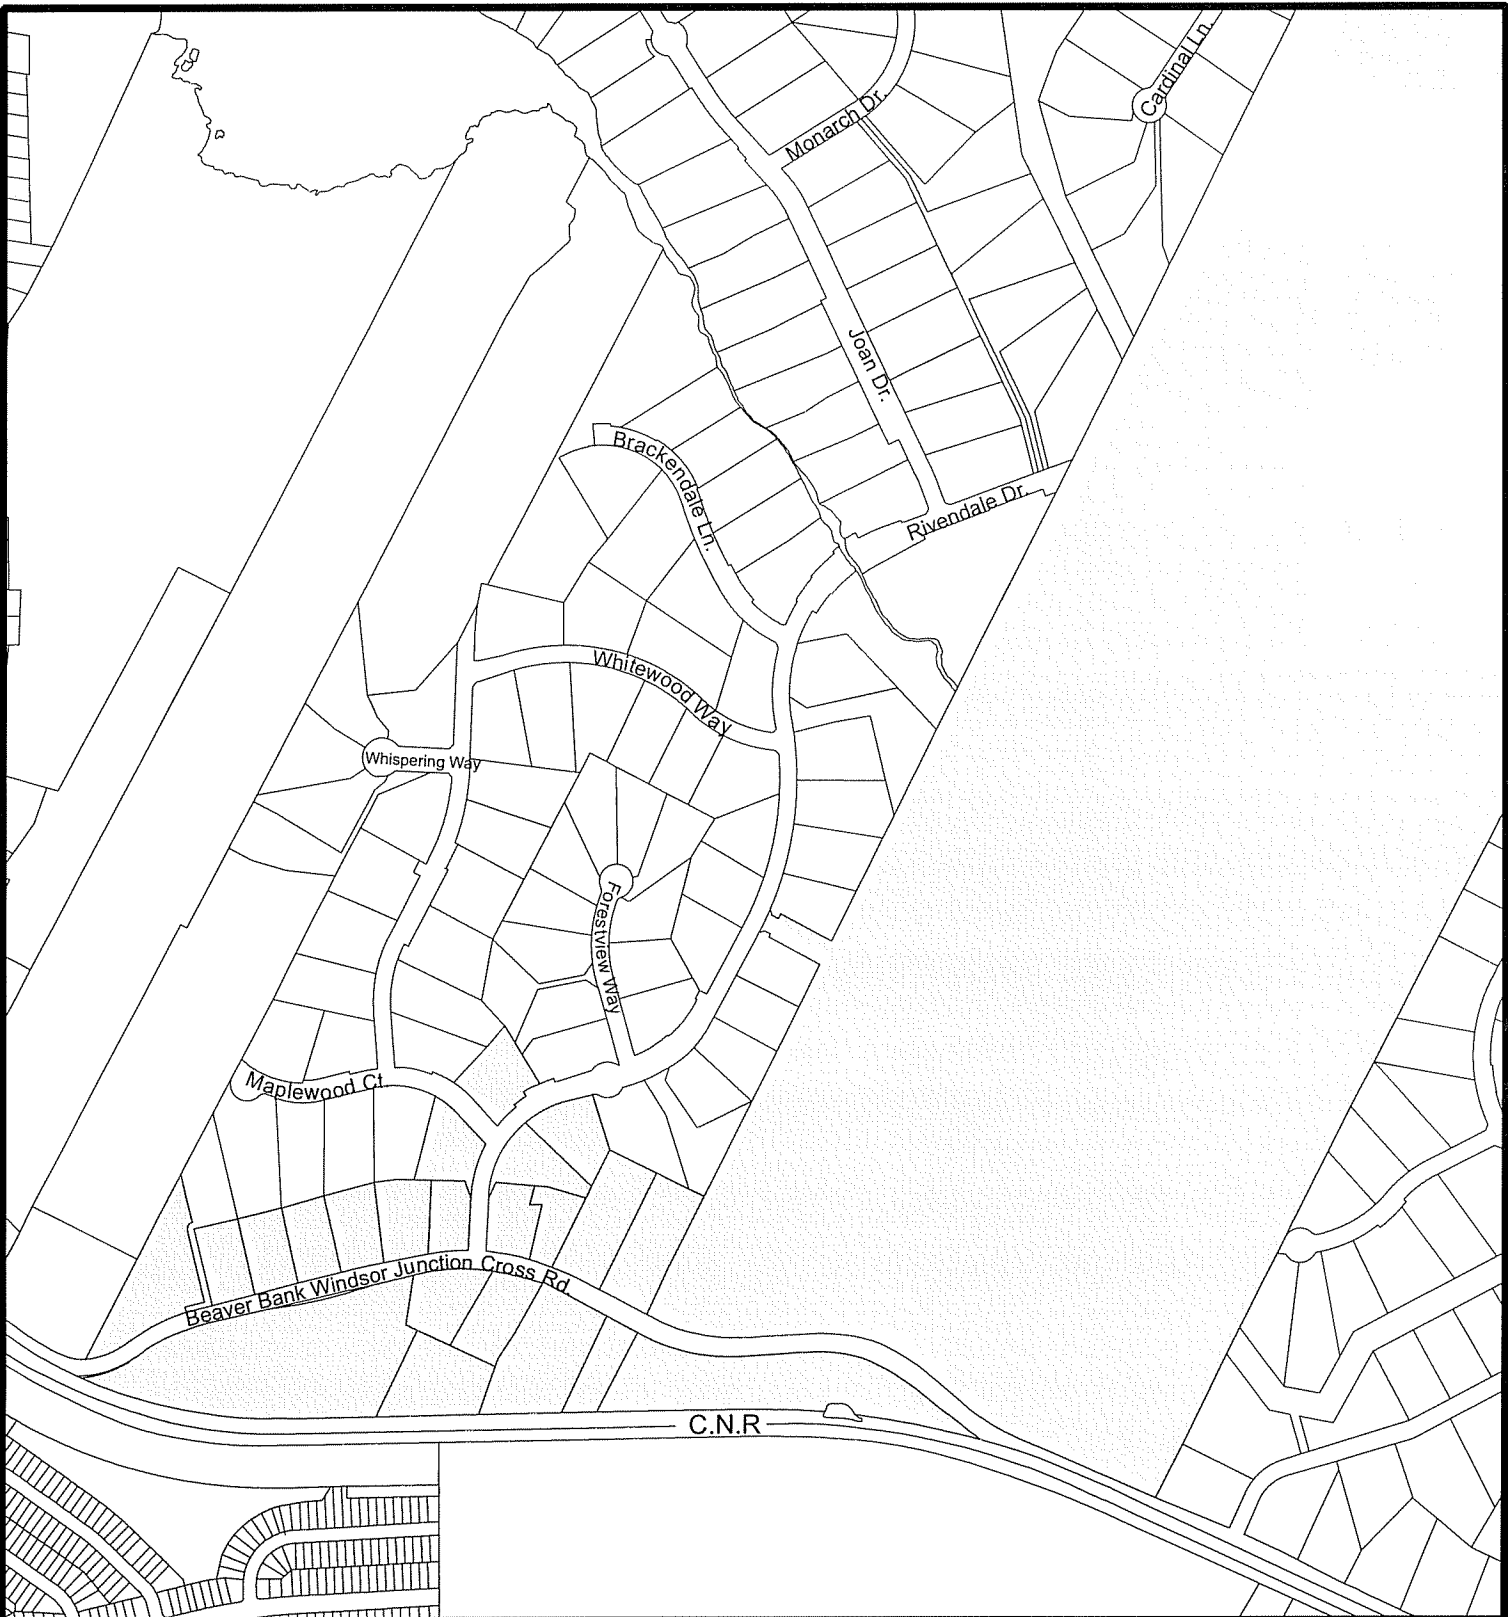 Cardinal Ln.
Monarch Dr.
Joan Dr.
Brackendale Ln.
Rivendale Dr.
Whitewood Way
Whispering Way
Forestview Way
Maplewood Ct
Beaver Bank Windsor Junction Cross Rd
C.N.R